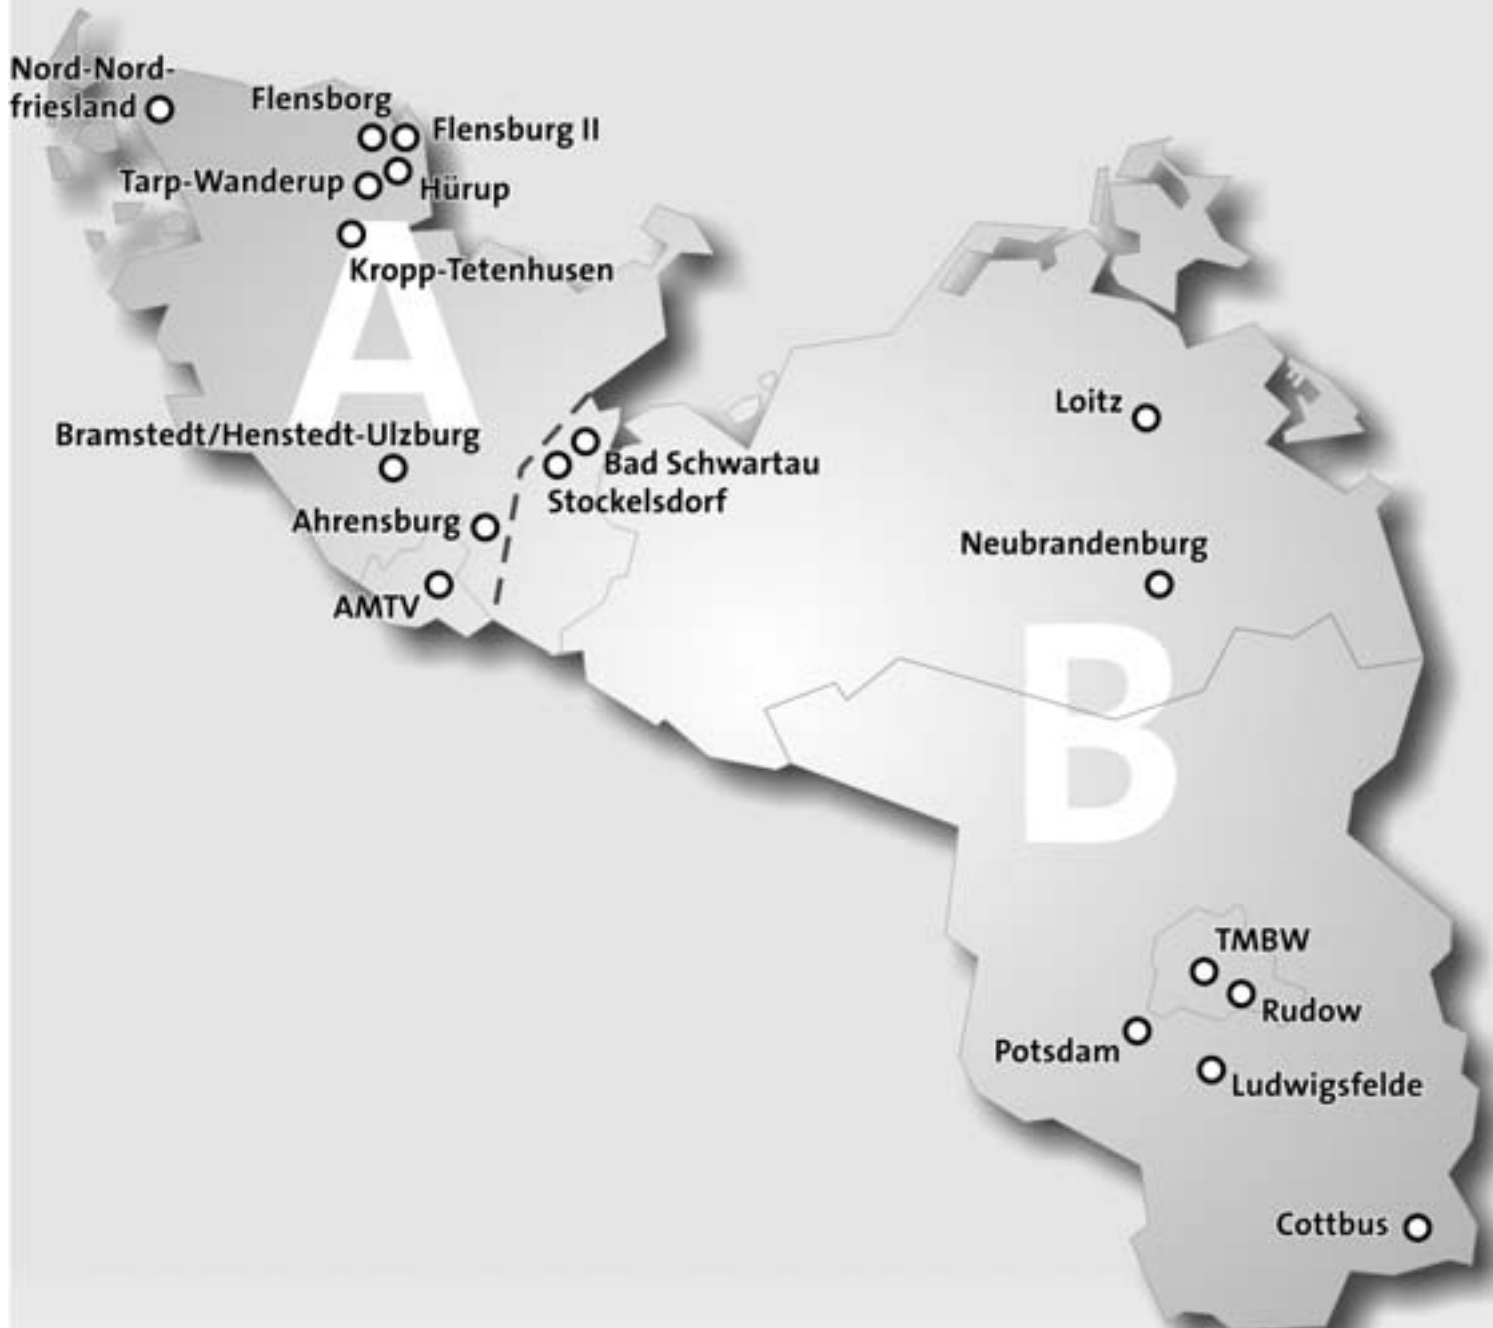 Nord-Nord-
friesland
Flensborg
Flensburg II
Tarp-Wanderup
Hürup
Kropp-Tetenhusen
A
Bramstedt/Henstedt-Ulzburg
Bad Schwartau
Stockelsdorf
Ahrensburg
AMTV
Loitz
Neubrandenburg
B
TMBW
Rudow
Potsdam
Ludwigsfelde
Cottbus